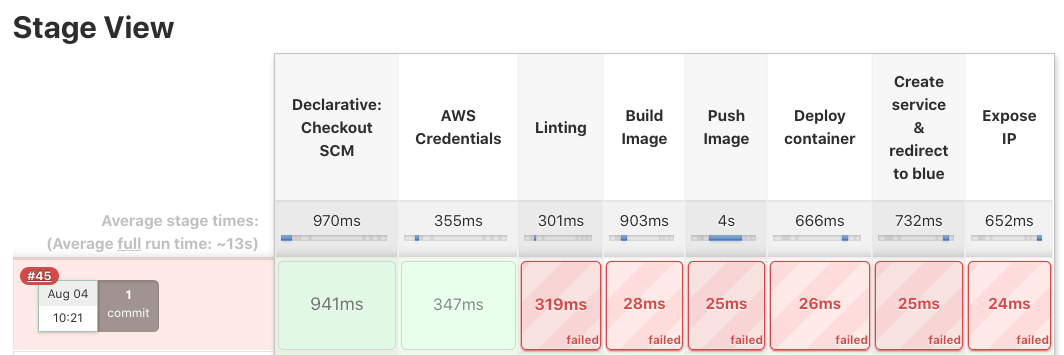 Stage View
Declarative:
Checkout
SCM
AWS
Credentials
Linting
Build
Image
Push
Image
Deploy
container
Create
service
&
redirect
to blue
Expose
IP
Average stage times:
(Average full run time: ~13s)
970ms
355ms
301ms
903ms
4s
666ms
732ms
652ms
#45
Aug 04
10:21
1
commit
941ms
347ms
319ms
failed
28ms
failed
25ms
failed
26ms
failed
25ms
failed
24ms
failed